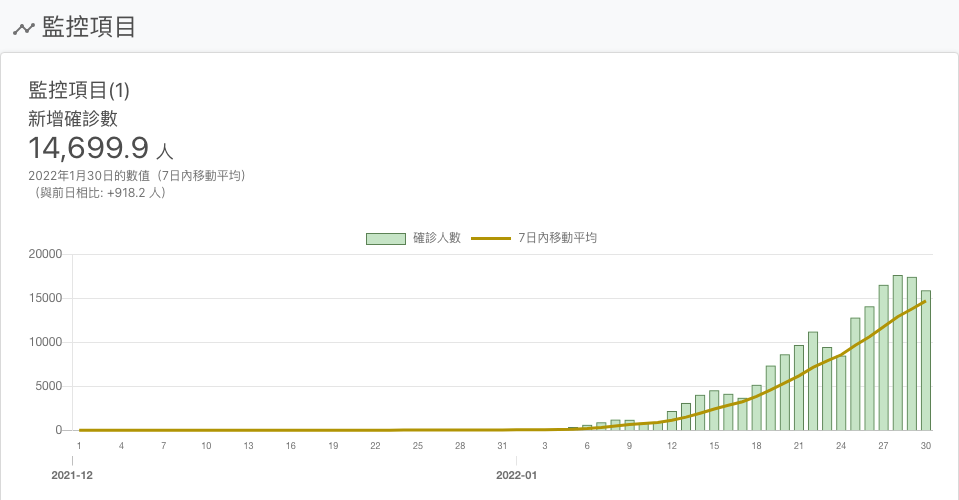 監控項目
監控項目(1)
新增確診數
14,699.9 人
2022年1月30日的數值（7日內移動平均）
（與前日相比: +918.2 人）
確診人數 7日內移動平均
20000
15000
10000
5000
0
1 4 7 10 13 16 19 22 25 28 31 3 6 9 12 15 18 21 24 27 30
2021-12 2022-01